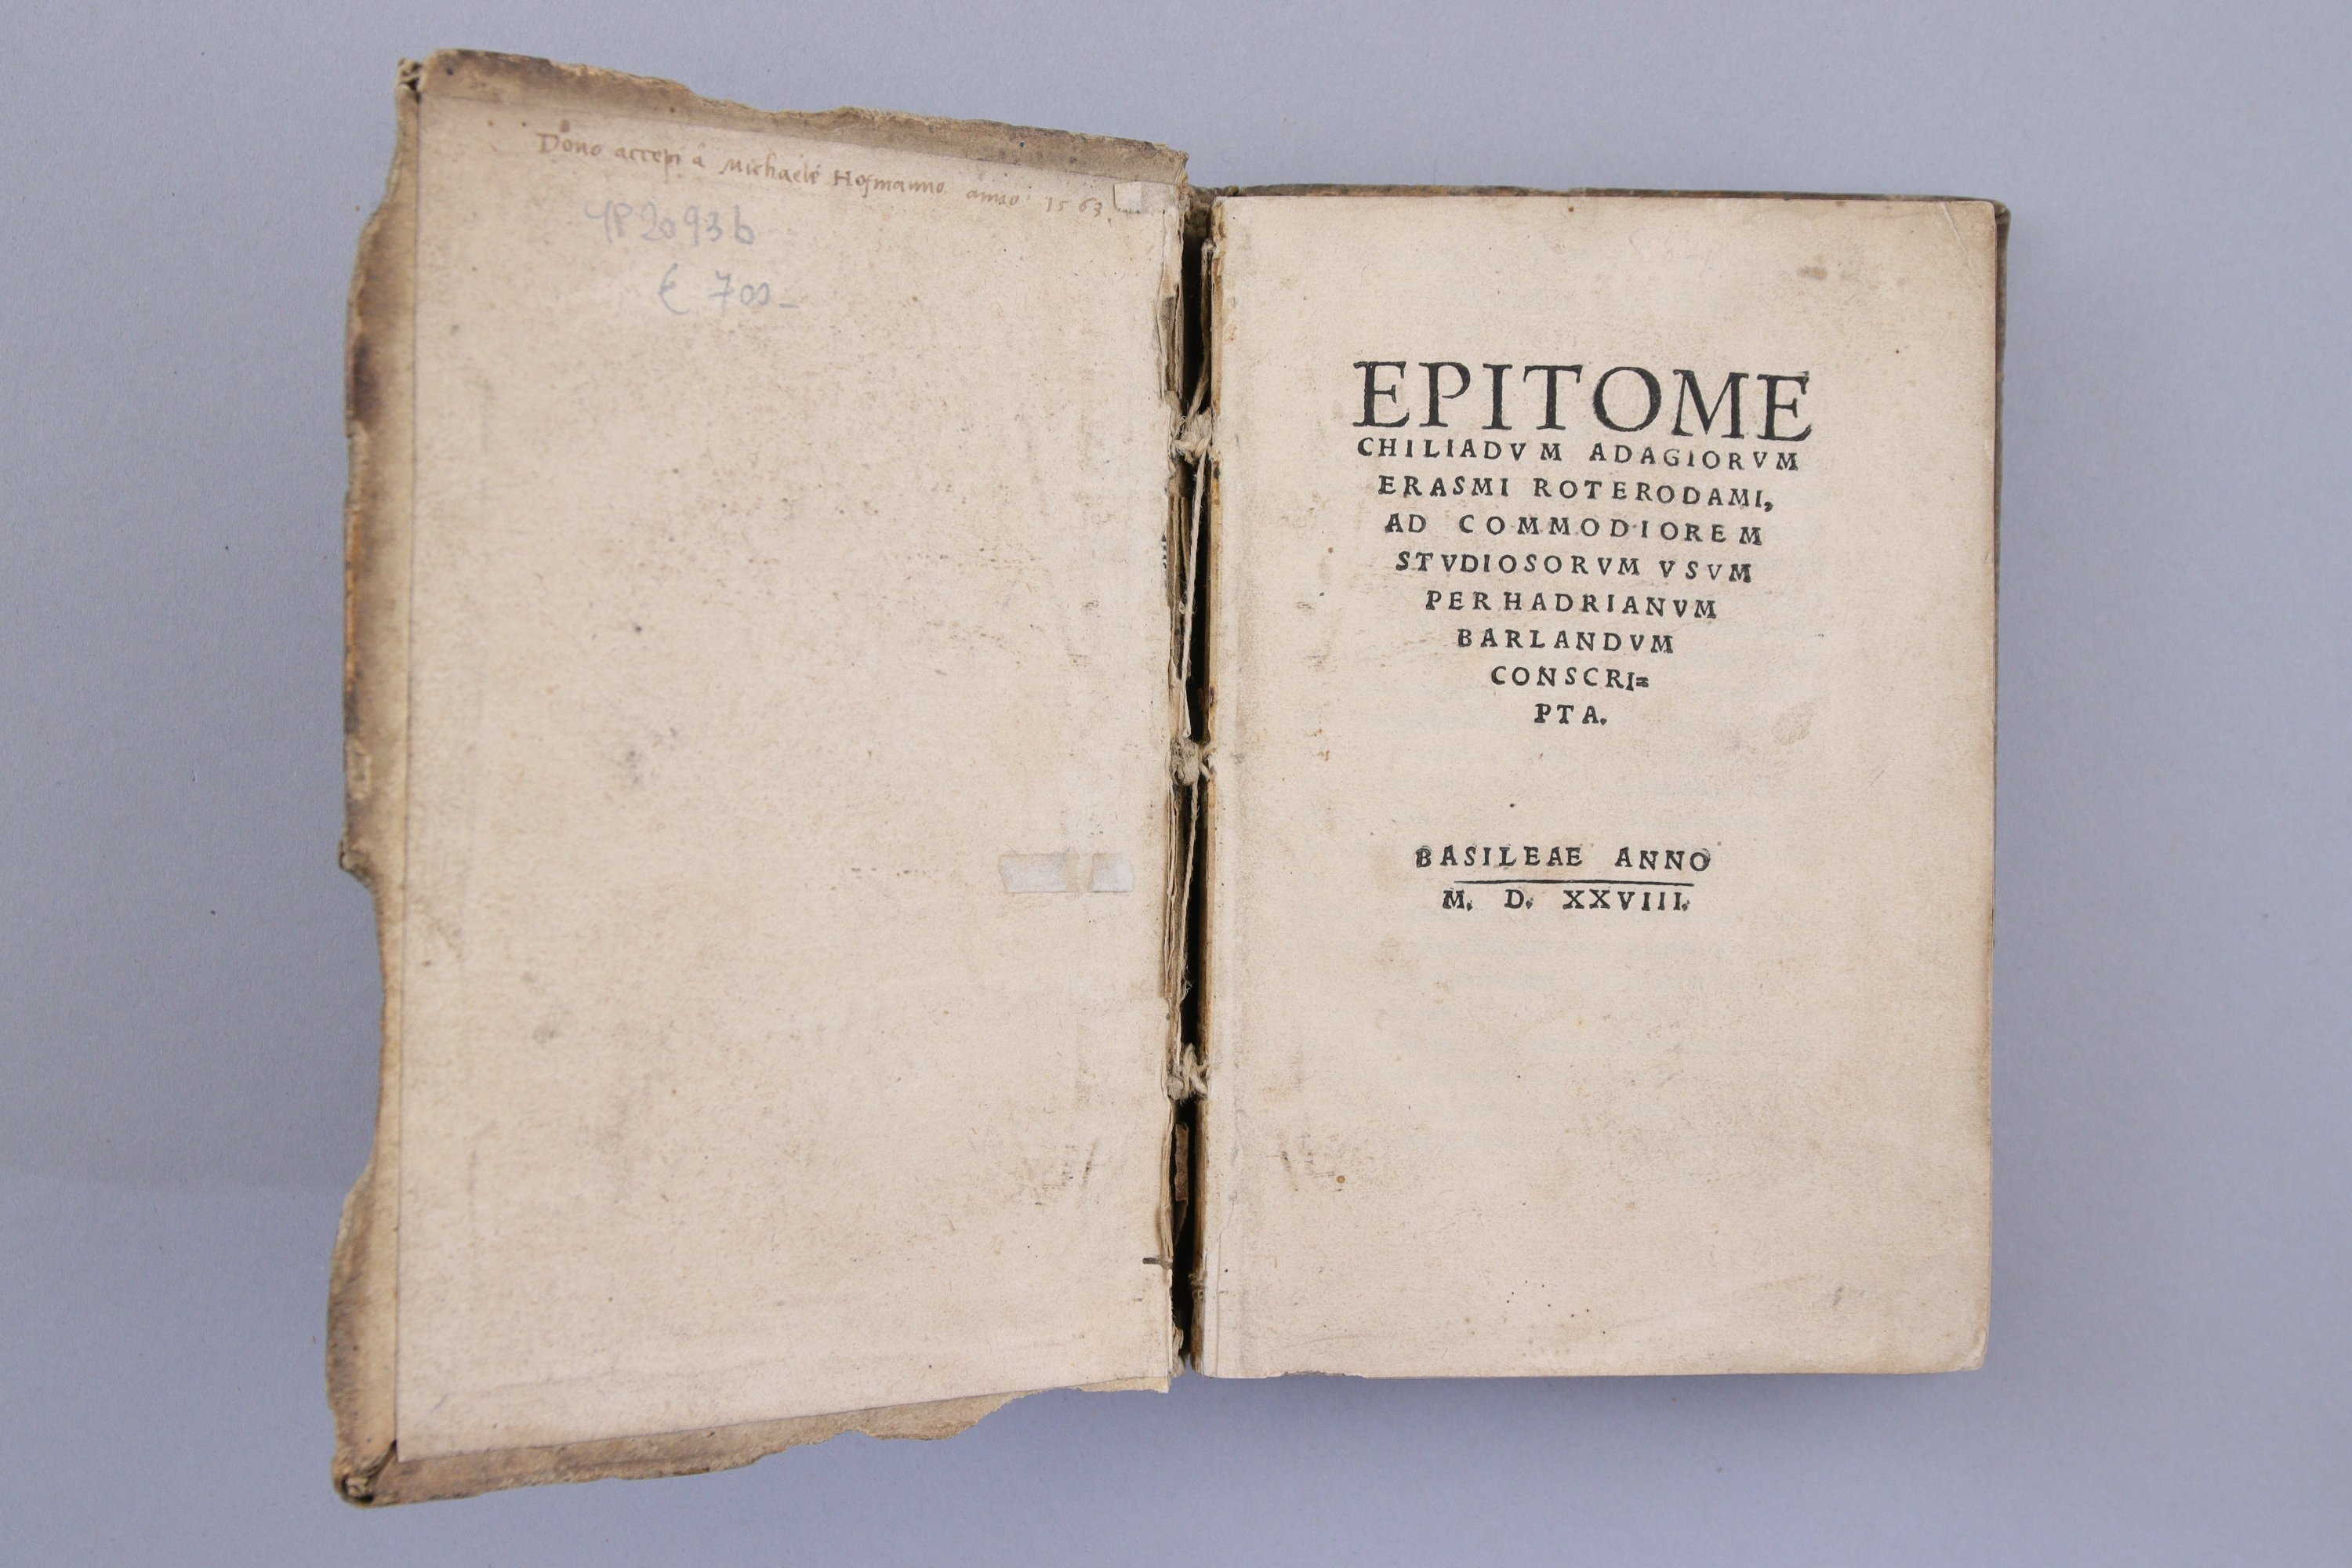 Dono accepi â Michaele Hofmanno anno 1563.
2093b
€ 700-
EPITOME
CHILIADVM ADAGIORVM
ERASMI ROTERODAMI,
AD COMMODIOREM
STVDIOSORVM VSVM
PER HADRIANVM
BARLANDVM
CONSCRI=
PTA.
BASILEAE ANNO
M. D. XXVIII.